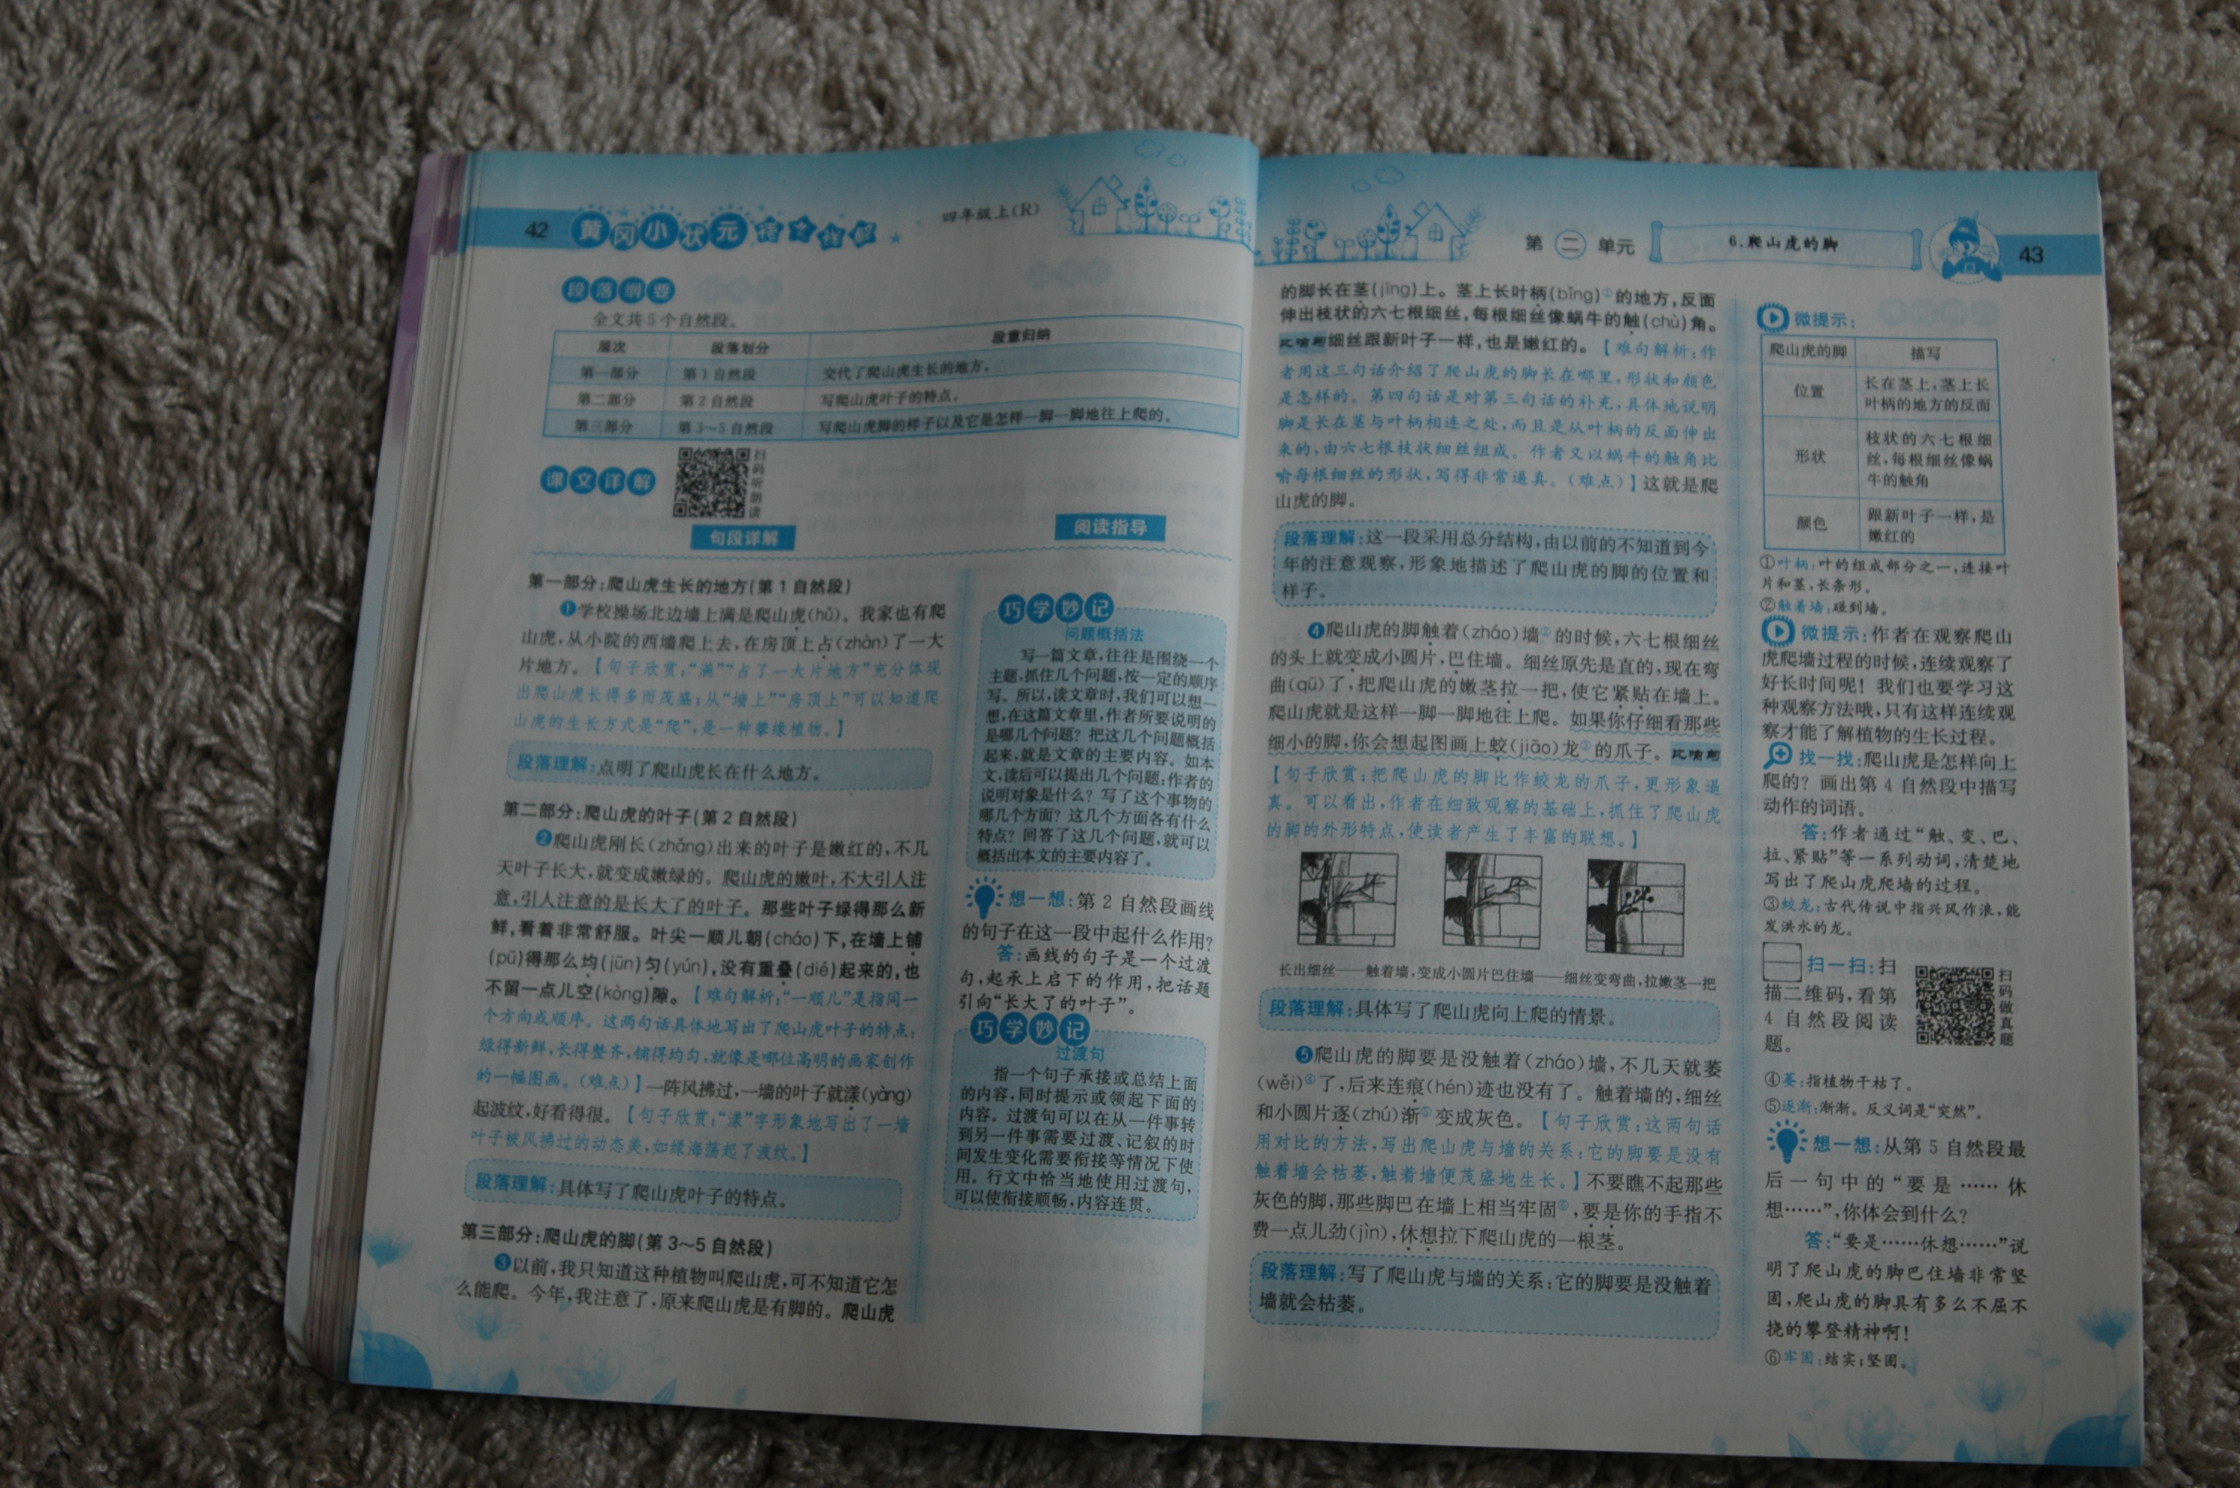 42
黄冈小状元 四年级上(R)
段落纲要
全文共5个自然段。
层次 段落划分 段意归纳
第一部分 第1自然段 交代了爬山虎生长的地方。
第二部分 第2自然段 写爬山虎叶子的特点。
第三部分 第3~5自然段 写爬山虎脚的样子以及它是怎样一脚一脚地往上爬的。
课文详解
扫码听朗读
句段详解
阅读指导
第一部分:爬山虎生长的地方(第1自然段)
❶学校操场北边墙上满是爬山虎(hǔ)。我家也有爬
山虎,从小院的西墙爬上去,在房顶上占(zhàn)了一大
片地方。【句子欣赏:“满”“占了一大片地方”充分体现
出爬山虎长得多而茂盛;从“墙上”“房顶上”可以知道爬
山虎的生长方式是“爬”,是一种攀缘植物。】
段落理解:点明了爬山虎长在什么地方。
第二部分:爬山虎的叶子(第2自然段)
❷爬山虎刚长(zhǎng)出来的叶子是嫩红的,不几
天叶子长大,就变成嫩绿的。爬山虎的嫩叶,不大引人注
意,引人注意的是长大了的叶子。那些叶子绿得那么新
鲜,看着非常舒服。叶尖一顺儿朝(cháo)下,在墙上铺
(pū)得那么均(jūn)匀(yún),没有重叠(dié)起来的,也
不留一点儿空(kòng)隙。【难句解析:“一顺儿”是指同一
个方向或顺序。这两句话具体地写出了爬山虎叶子的特点:
绿得新鲜,长得整齐,铺得均匀,就像是哪位高明的画家创作
的一幅图画。(难点)】一阵风拂过,一墙的叶子就漾(yàng)
起波纹,好看得很。【句子欣赏:“漾”字形象地写出了一墙
叶子被风拂过的动态美,如绿海荡起了波纹。】
段落理解:具体写了爬山虎叶子的特点。
第三部分:爬山虎的脚(第3~5自然段)
❸以前,我只知道这种植物叫爬山虎,可不知道它怎
么能爬。今年,我注意了,原来爬山虎是有脚的。爬山虎
巧学妙记
问题概括法
写一篇文章,往往是围绕一个
主题,抓住几个问题,按一定的顺序
写。所以,读文章时,我们可以想一
想,在这篇文章里,作者所要说明的
是哪几个问题?把这几个问题概括
起来,就是文章的主要内容。如本
文,读后可以提出几个问题:作者的
说明对象是什么?写了这个事物的
哪几个方面?这几个方面各有什么
特点?回答了这几个问题,就可以
概括出本文的主要内容了。
想一想:第2自然段画线
的句子在这一段中起什么作用?
答:画线的句子是一个过渡
句,起承上启下的作用,把话题
引向“长大了的叶子”。
巧学妙记
过渡句
指一个句子承接或总结上面
的内容,同时提示或领起下面的
内容。过渡句可以在从一件事转
到另一件事需要过渡、记叙的时
间发生变化需要衔接等情况下使
用。行文中恰当地使用过渡句,
可以使衔接顺畅,内容连贯。
第二单元 6.爬山虎的脚
43
的脚长在茎(jīng)上。茎上长叶柄(bǐng)①的地方,反面
伸出枝状的六七根细丝,每根细丝像蜗牛的触(chù)角。
细丝跟新叶子一样,也是嫩红的。【难句解析:作
者用这三句话介绍了爬山虎的脚长在哪里,形状和颜色
是怎样的。第四句话是对第三句话的补充,具体地说明
脚是长在茎与叶柄相连之处,而且是从叶柄的反面伸出
来的,由六七根枝状细丝组成。作者又以蜗牛的触角比
喻每根细丝的形状,写得非常逼真。(难点)】这就是爬
山虎的脚。
段落理解:这一段采用总分结构,由以前的不知道到今
年的注意观察,形象地描述了爬山虎的脚的位置和
样子。
❹爬山虎的脚触着(zháo)墙②的时候,六七根细丝
的头上就变成小圆片,巴住墙。细丝原先是直的,现在弯
曲(qū)了,把爬山虎的嫩茎拉一把,使它紧贴在墙上。
爬山虎就是这样一脚一脚地往上爬。如果你仔细看那些
细小的脚,你会想起图画上蛟(jiāo)龙③的爪子。
【句子欣赏:把爬山虎的脚比作蛟龙的爪子,更形象逼
真。可以看出,作者在细致观察的基础上,抓住了爬山虎
的脚的外形特点,使读者产生了丰富的联想。】
长出细丝——触着墙,变成小圆片巴住墙——细丝变弯曲,拉嫩茎一把
段落理解:具体写了爬山虎向上爬的情景。
❺爬山虎的脚要是没触着(zháo)墙,不几天就萎
(wěi)④了,后来连痕(hén)迹也没有了。触着墙的,细丝
和小圆片逐(zhú)渐⑤变成灰色。【句子欣赏:这两句话
用对比的方法,写出爬山虎与墙的关系:它的脚要是没有
触着墙会枯萎,触着墙便茂盛地生长。】不要瞧不起那些
灰色的脚,那些脚巴在墙上相当牢固⑥,要是你的手指不
费一点儿劲(jìn),休想拉下爬山虎的一根茎。
段落理解:写了爬山虎与墙的关系:它的脚要是没触着
墙就会枯萎。
微提示:
爬山虎的脚 描写
位置 长在茎上,茎上长
叶柄的地方的反面
形状 枝状的六七根细
丝,每根细丝像蜗
牛的触角
颜色 跟新叶子一样,是
嫩红的
①叶柄:叶的组成部分之一,连接叶
片和茎,长条形。
②触着墙:碰到墙。
微提示:作者在观察爬山
虎爬墙过程的时候,连续观察了
好长时间呢!我们也要学习这
种观察方法哦,只有这样连续观
察才能了解植物的生长过程。
找一找:爬山虎是怎样向上
爬的?画出第4自然段中描写
动作的词语。
答:作者通过“触、变、巴、
拉、紧贴”等一系列动词,清楚地
写出了爬山虎爬墙的过程。
③蛟龙:古代传说中指兴风作浪、能
发洪水的龙。
扫一扫:扫
描二维码,看第
4自然段阅读
题。
扫码做真题
④萎:指植物干枯了。
⑤逐渐:渐渐。反义词是“突然”。
想一想:从第5自然段最
后一句中的“要是……休
想……”你体会到什么?
答:“要是……休想……”说
明了爬山虎的脚巴住墙非常坚
固,爬山虎的脚具有多么不屈不
挠的攀登精神啊!
⑥牢固:结实;坚固。